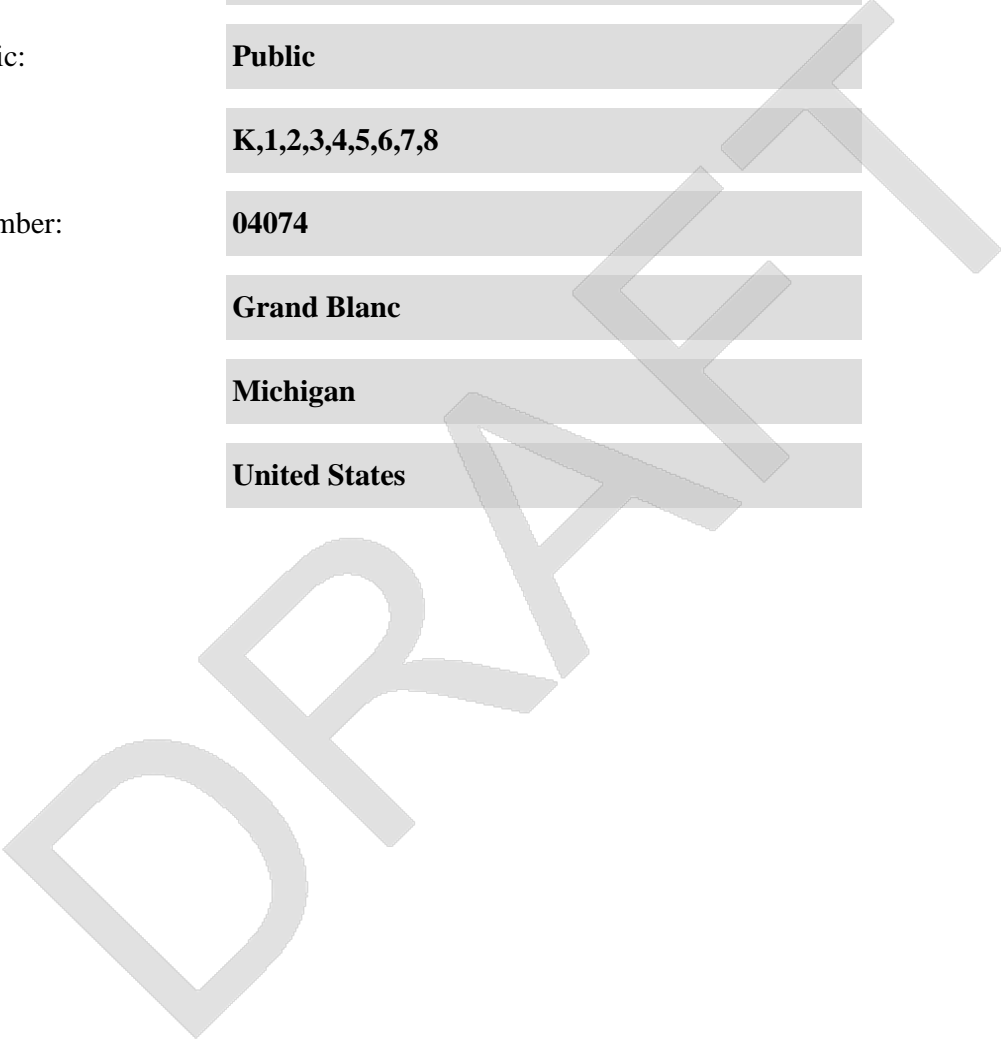 ic: Public
K,1,2,3,4,5,6,7,8
mber: 04074
Grand Blanc
Michigan
United States
DRAFT